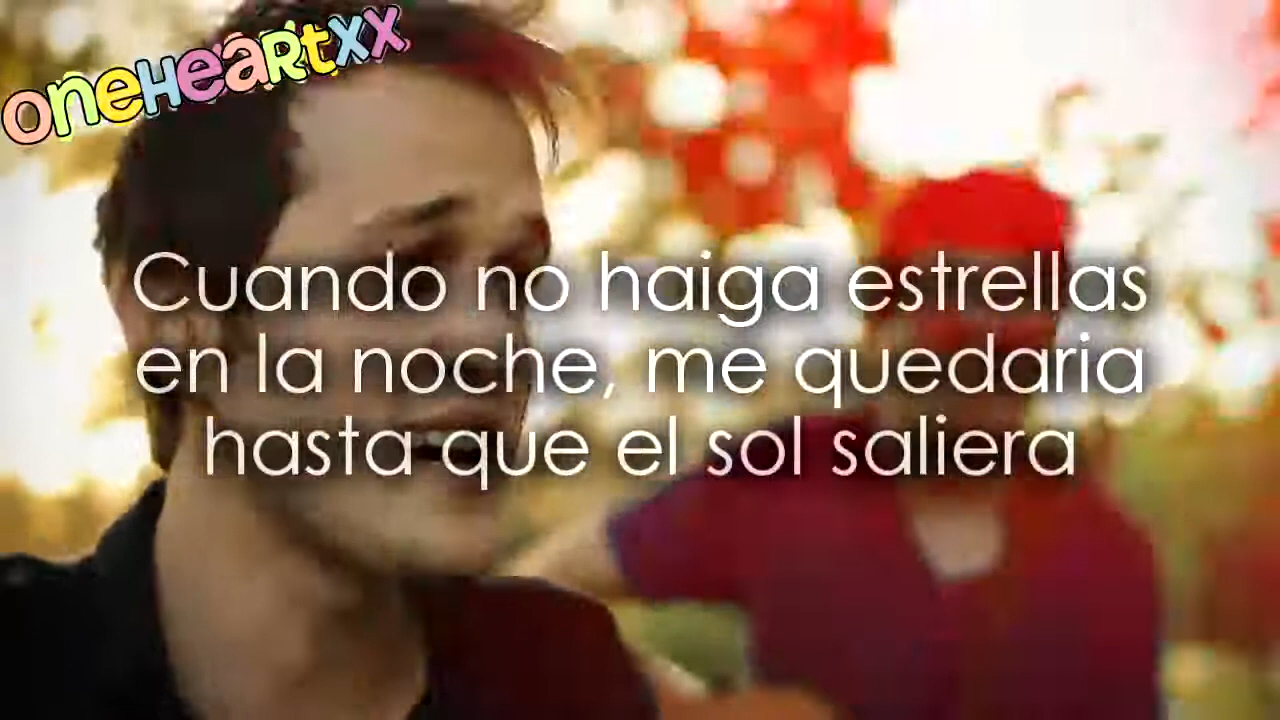 oneHeaRtxx
Cuando no haiga estrellas
en la noche, me quedaria
hasta que el sol saliera